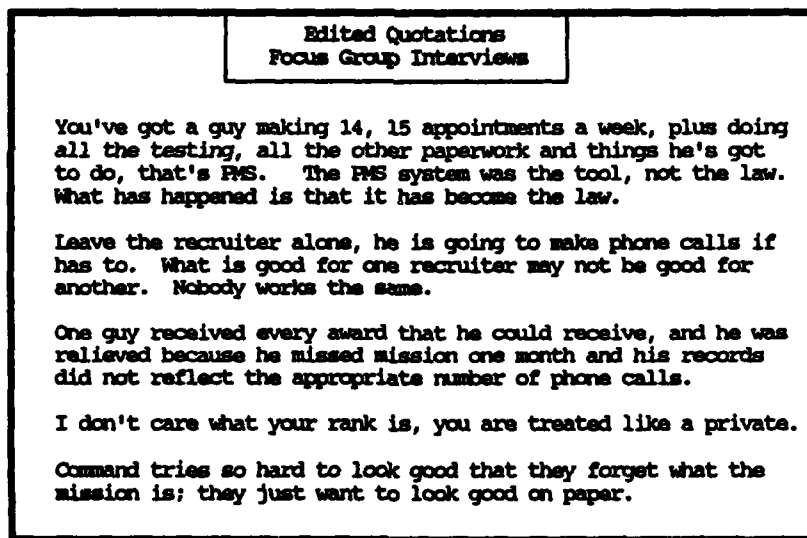 Edited Quotations
Focus Group Interviews
You've got a guy making 14, 15 appointments a week, plus doing
all the testing, all the other paperwork and things he's got
to do, that's PMS.   The PMS system was the tool, not the law.
What has happened is that it has become the law.
Leave the recruiter alone, he is going to make phone calls if
has to.  What is good for one recruiter may not be good for
another.  Nobody works the same.
One guy received every award that he could receive, and he was
relieved because he missed mission one month and his records
did not reflect the appropriate number of phone calls.
I don't care what your rank is, you are treated like a private.
Command tries so hard to look good that they forget what the
mission is; they just want to look good on paper.